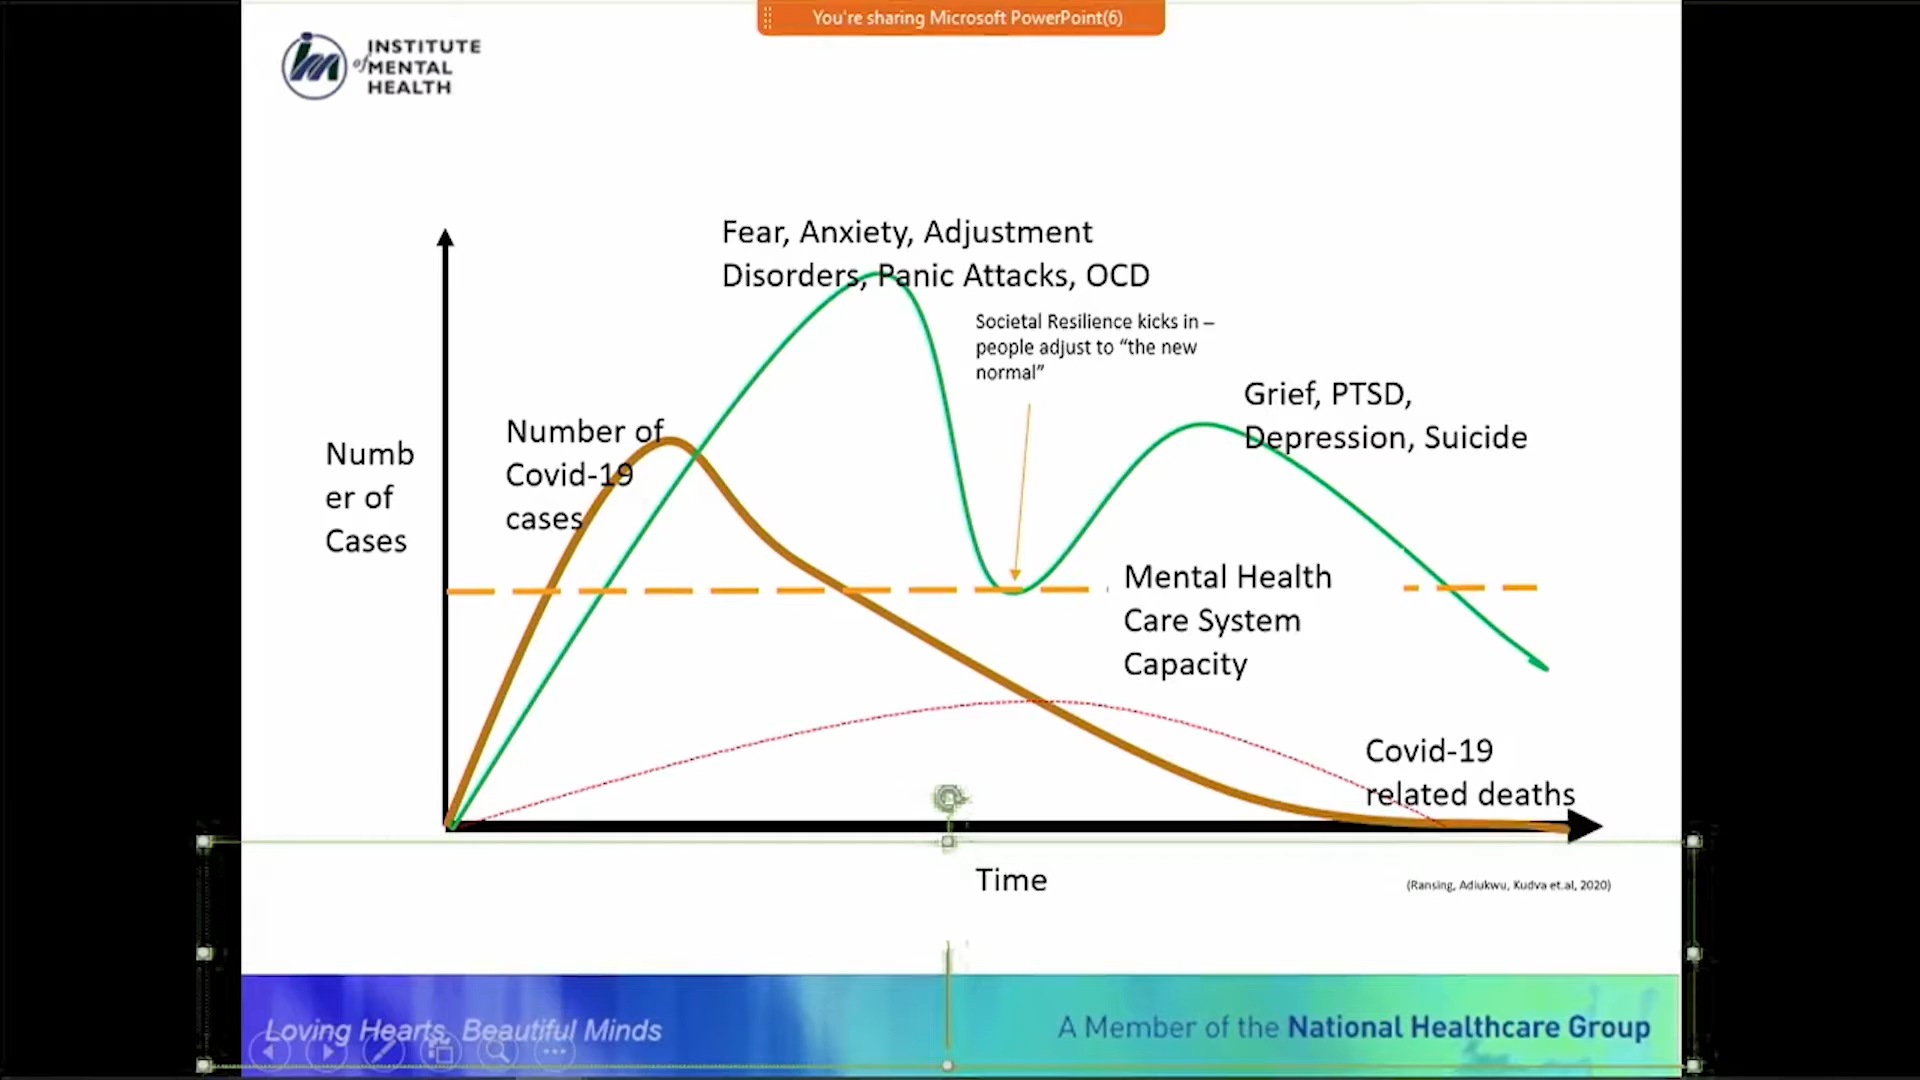 You're sharing Microsoft PowerPoint(6)
im
INSTITUTE
of MENTAL
HEALTH
Fear, Anxiety, Adjustment
Disorders, Panic Attacks, OCD
Societal Resilience kicks in –
people adjust to “the new
normal”
Grief, PTSD,
Depression, Suicide
Number of
Covid-19
cases
Numb
er of
Cases
Mental Health
Care System
Capacity
Covid-19
related deaths
Time
(Ransing, Adiukwu, Kudva et.al, 2020)
Loving Hearts, Beautiful Minds
A Member of the National Healthcare Group